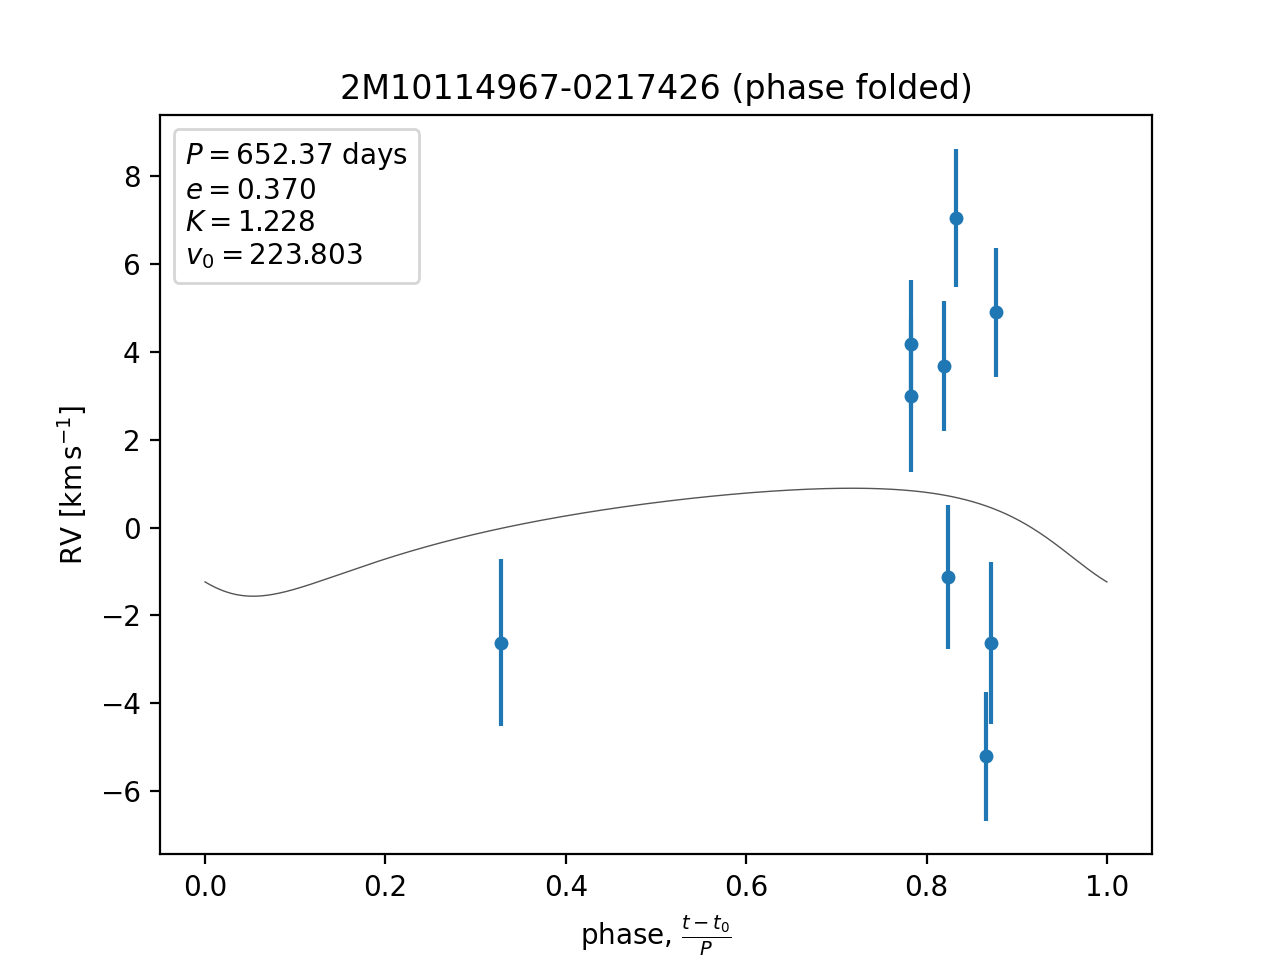 2M10114967-0217426 (phase folded)
P = 652.37 days
e = 0.370
K = 1.228
v₀ = 223.803
8
6
4
2
0
−2
−4
−6
RV [km s⁻¹]
0.0 0.2 0.4 0.6 0.8 1.0
phase, (t − t₀)/P